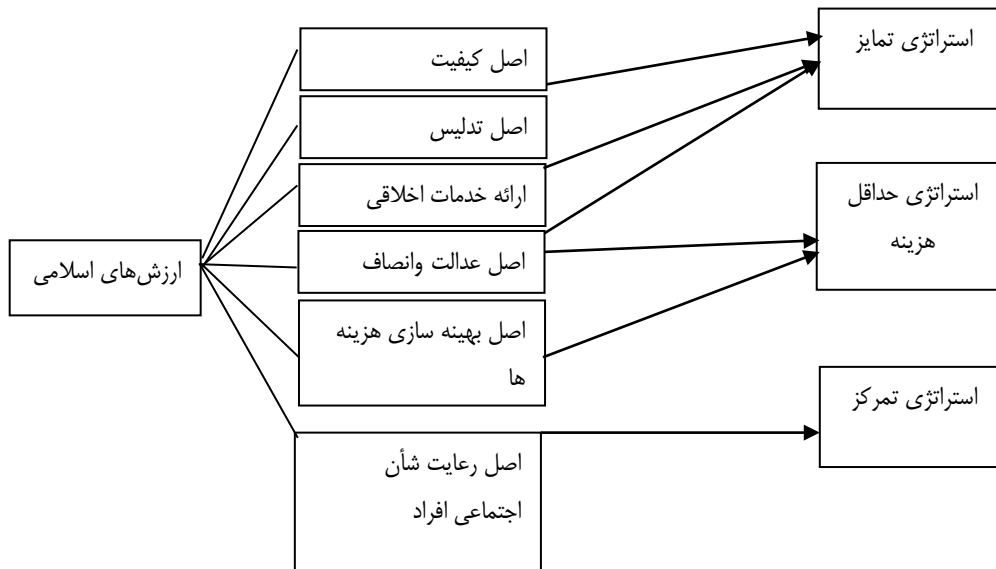 ارزش‌های اسلامی
اصل کیفیت
اصل تدلیس
ارائه خدمات اخلاقی
اصل عدالت وانصاف
اصل بهینه سازی هزینه
ها
اصل رعایت شأن
اجتماعی افراد
استراتژی تمایز
استراتژی حداقل
هزینه
استراتژی تمرکز